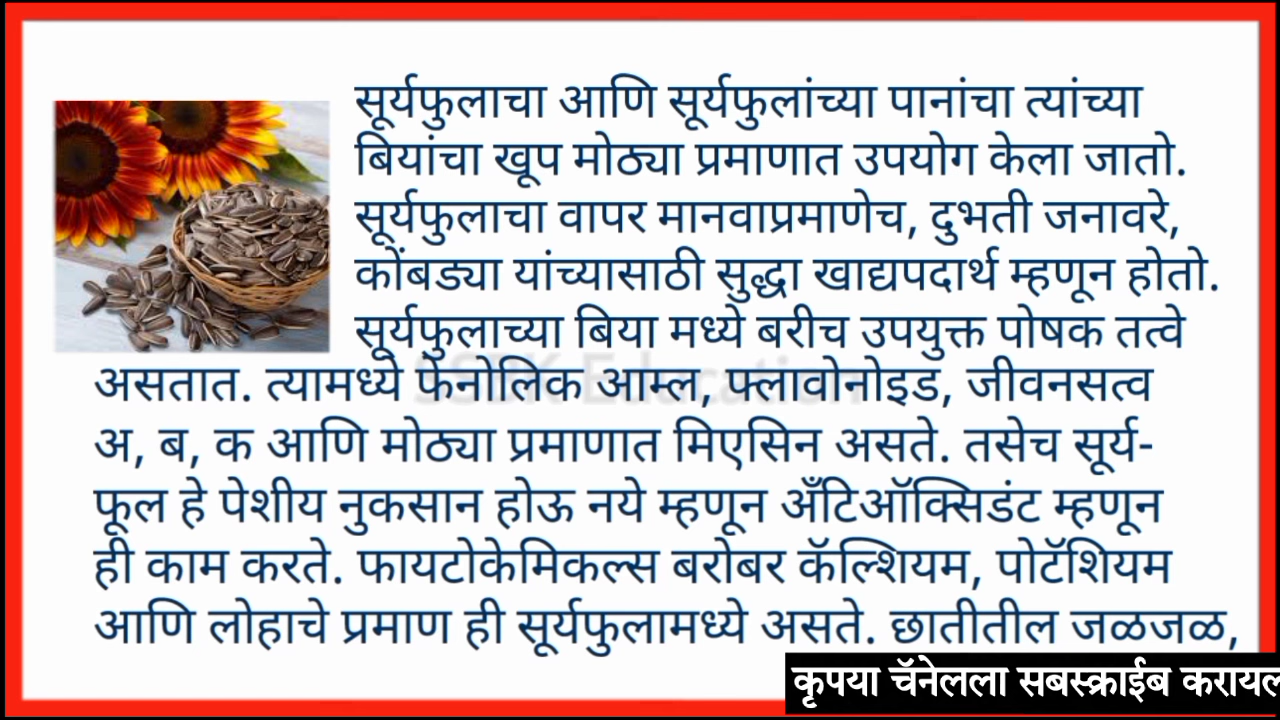 सूर्यफुलाचा आणि सूर्यफुलांच्या पानांचा त्यांच्या
बियांचा खूप मोठ्या प्रमाणात उपयोग केला जातो.
सूर्यफुलाचा वापर मानवाप्रमाणेच, दुभती जनावरे,
कोंबड्या यांच्यासाठी सुद्धा खाद्यपदार्थ म्हणून होतो.
सूर्यफुलाच्या बिया मध्ये बरीच उपयुक्त पोषक तत्वे
असतात. त्यामध्ये फेनोलिक आम्ल, फ्लावोनोइड, जीवनसत्व
अ, ब, क आणि मोठ्या प्रमाणात मिएसिन असते. तसेच सूर्य-
फूल हे पेशीय नुकसान होऊ नये म्हणून अँटिऑक्सिडंट म्हणून
ही काम करते. फायटोकेमिकल्स बरोबर कॅल्शियम, पोटॅशियम
आणि लोहाचे प्रमाण ही सूर्यफुलामध्ये असते. छातीतील जळजळ,
SSBK Education
कृपया चॅनेलला सबस्क्राईब करायल